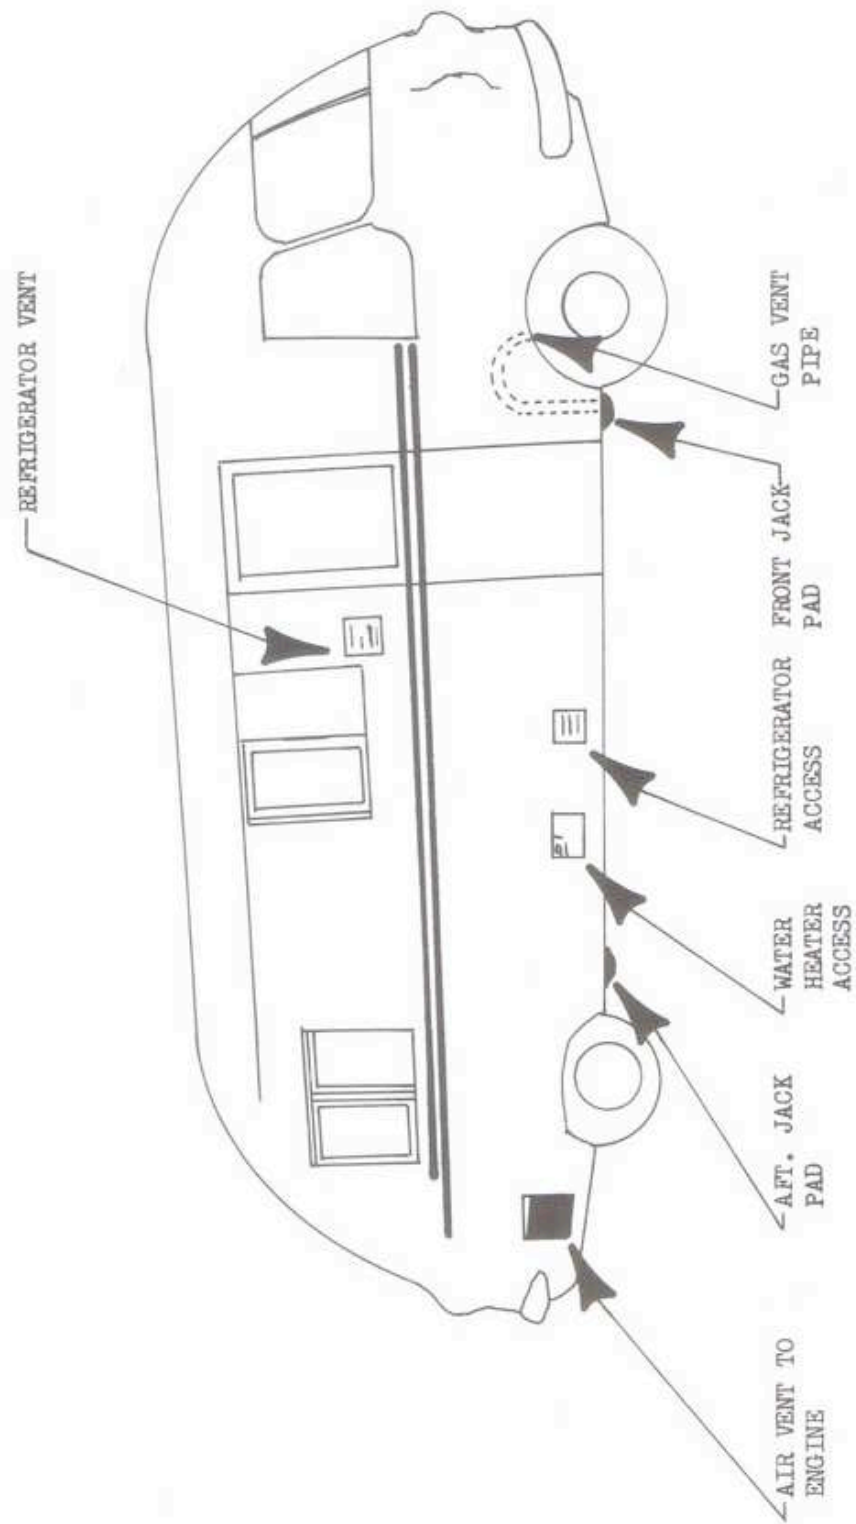 REFRIGERATOR VENT
AIR VENT TO
ENGINE
AFT. JACK
PAD
WATER
HEATER
ACCESS
REFRIGERATOR
ACCESS
FRONT JACK
PAD
GAS VENT
PIPE